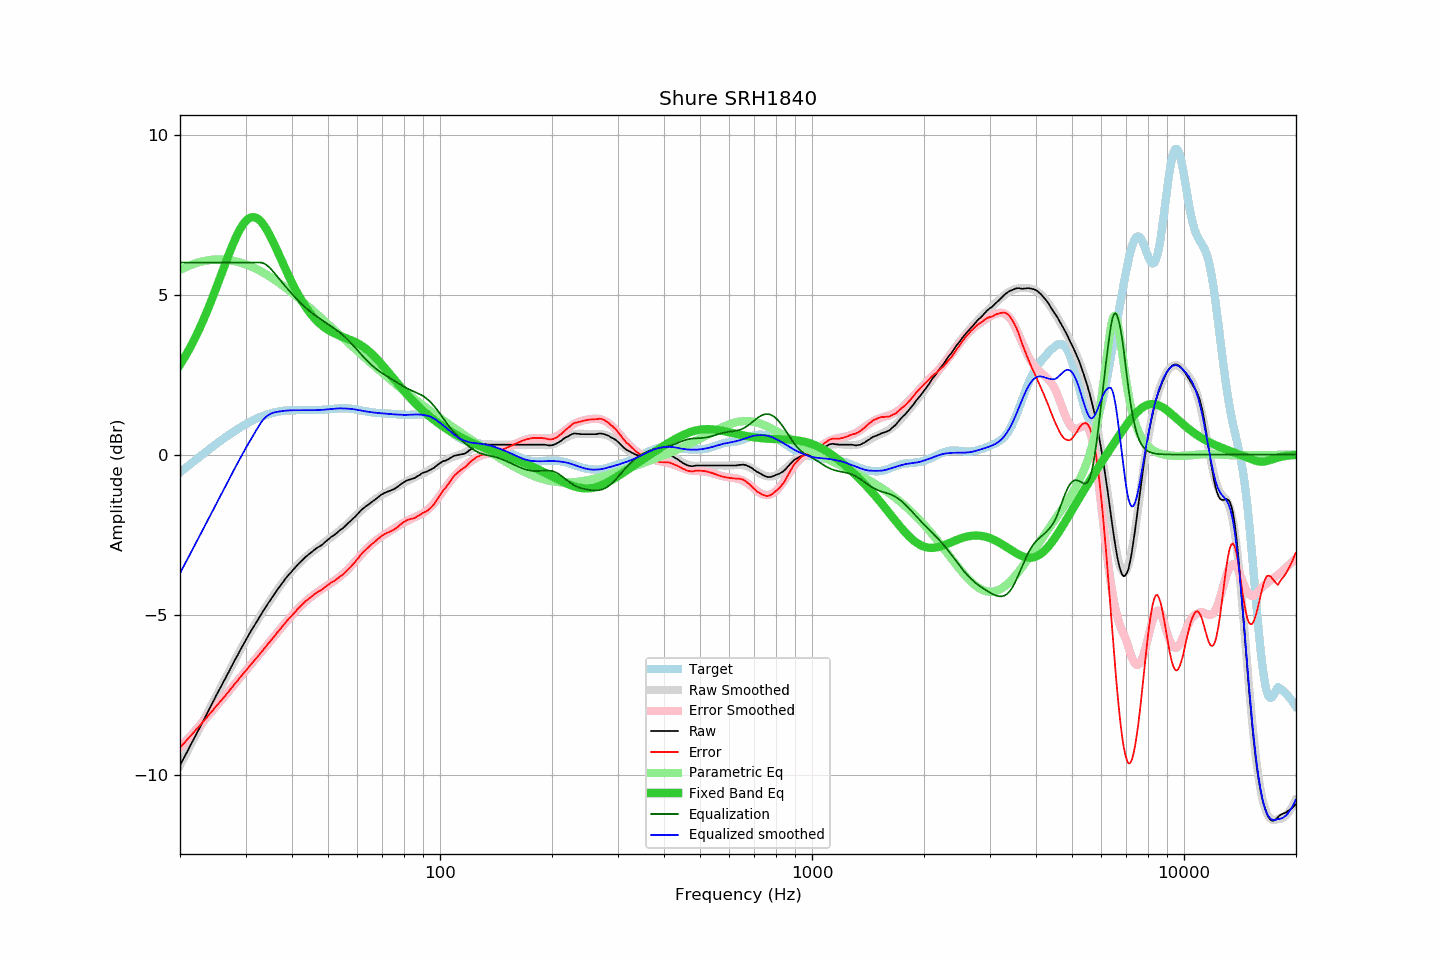 Shure SRH1840
10
5
0
−5
−10
Amplitude (dBr)
Target
Raw Smoothed
Error Smoothed
Raw
Error
Parametric Eq
Fixed Band Eq
Equalization
Equalized smoothed
100
1000
10000
Frequency (Hz)